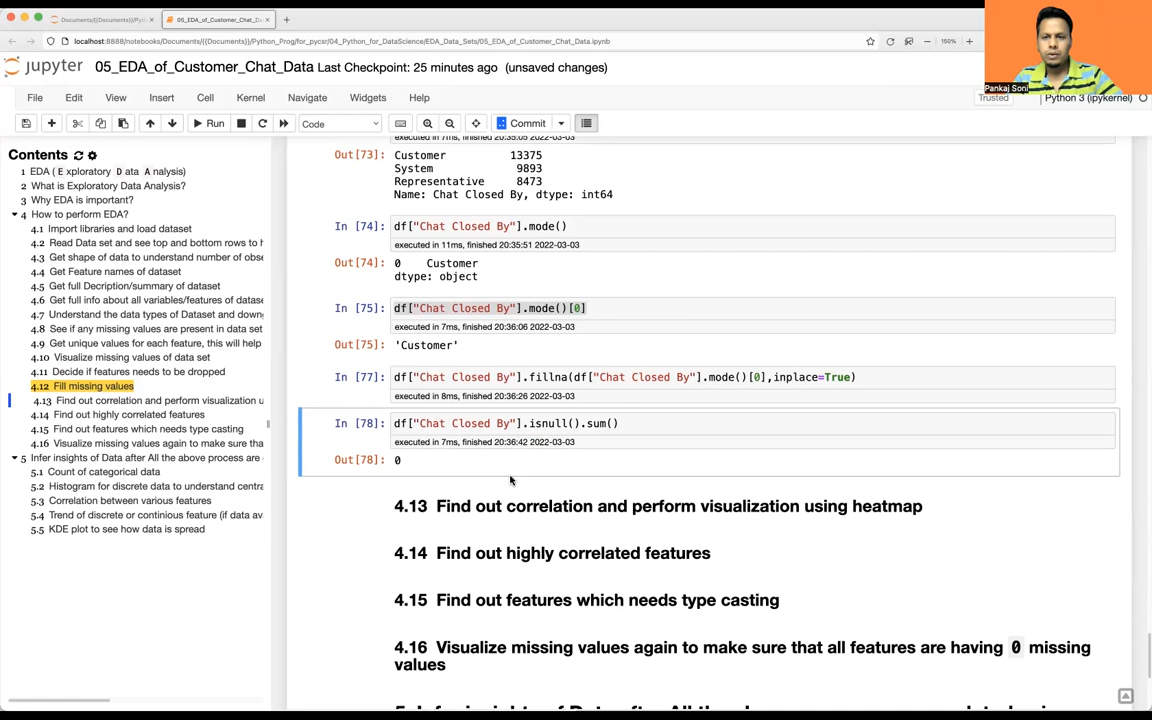 Documents/{{Documents}}/Pyt
05_EDA_of_Customer_Chat_Da
localhost:8888/notebooks/Documents/{{Documents}}/Python_Prog/for_pycsr/04_Python_for_DataScience/EDA_Data_Sets/05_EDA_of_Customer_Chat_Data.ipynb
150%
Pankaj Soni
jupyter
05_EDA_of_Customer_Chat_Data Last Checkpoint: 25 minutes ago (unsaved changes)
File Edit View Insert Cell Kernel Navigate Widgets Help
Trusted
Python 3 (ipykernel)
Run
Code
Commit
Contents
1 EDA ( E xploratory D ata A nalysis)
2 What is Exploratory Data Analysis?
3 Why EDA is important?
4 How to perform EDA?
4.1 Import libraries and load dataset
4.2 Read Data set and see top and bottom rows to h
4.3 Get shape of data to understand number of obse
4.4 Get Feature names of dataset
4.5 Get full Decription/summary of dataset
4.6 Get full info about all variables/features of datase
4.7 Understand the data types of Dataset and down
4.8 See if any missing values are present in data set
4.9 Get unique values for each feature, this will help
4.10 Visualize missing values of data set
4.11 Decide if features needs to be dropped
4.12 Fill missing values
4.13 Find out correlation and perform visualization u
4.14 Find out highly correlated features
4.15 Find out features which needs type casting
4.16 Visualize missing values again to make sure tha
5 Infer insights of Data after All the above process are
5.1 Count of categorical data
5.2 Histogram for discrete data to understand centra
5.3 Correlation between various features
5.4 Trend of discrete or continious feature (if data av
5.5 KDE plot to see how data is spread
executed in 7ms, finished 20:35:05 2022-03-03
Out[73]: Customer 13375
System 9893
Representative 8473
Name: Chat Closed By, dtype: int64
In [74]: df["Chat Closed By"].mode()
executed in 11ms, finished 20:35:51 2022-03-03
Out[74]: 0 Customer
dtype: object
In [75]: df["Chat Closed By"].mode()[0]
executed in 7ms, finished 20:36:06 2022-03-03
Out[75]: 'Customer'
In [77]: df["Chat Closed By"].fillna(df["Chat Closed By"].mode()[0],inplace=True)
executed in 8ms, finished 20:36:26 2022-03-03
In [78]: df["Chat Closed By"].isnull().sum()
executed in 7ms, finished 20:36:42 2022-03-03
Out[78]: 0
4.13 Find out correlation and perform visualization using heatmap
4.14 Find out highly correlated features
4.15 Find out features which needs type casting
4.16 Visualize missing values again to make sure that all features are having 0 missing
values